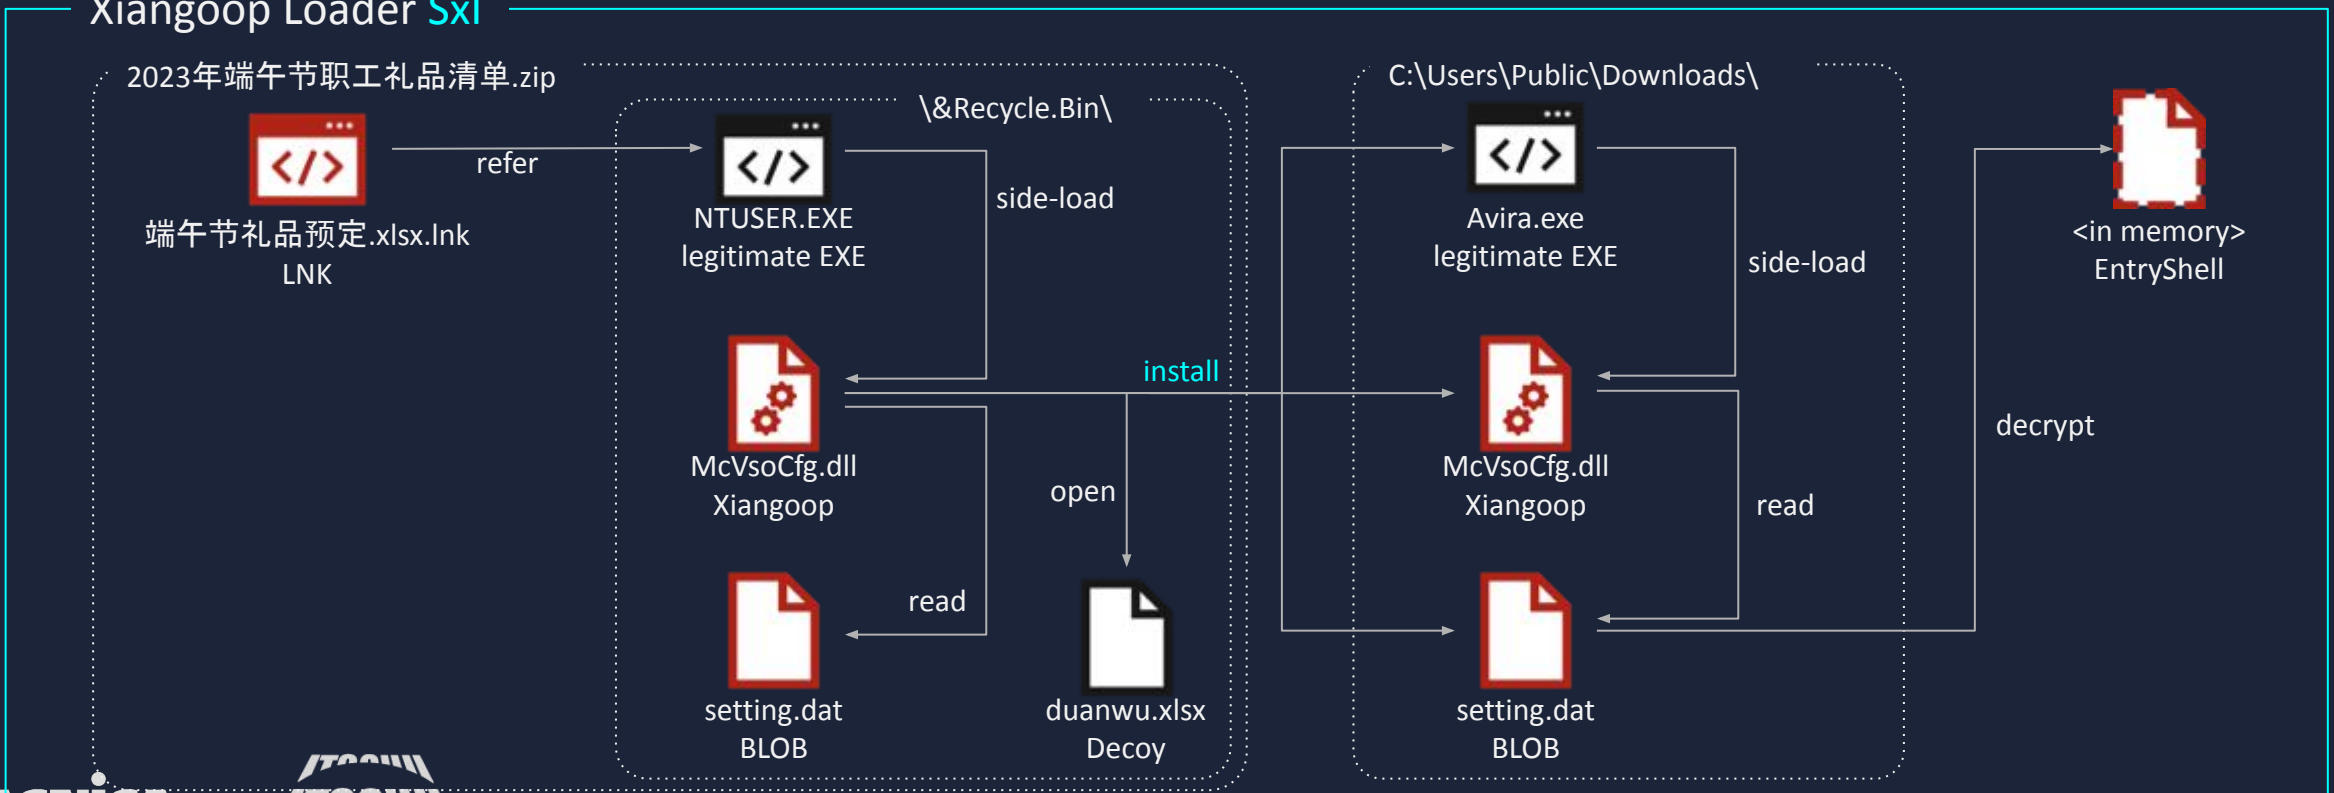 Xiangoop Loader SxI
2023年端午节职工礼品清单.zip
端午节礼品预定.xlsx.lnk
LNK
refer
\&Recycle.Bin\
NTUSER.EXE
legitimate EXE
side-load
McVsoCfg.dll
Xiangoop
install
open
read
setting.dat
BLOB
duanwu.xlsx
Decoy
C:\Users\Public\Downloads\
Avira.exe
legitimate EXE
side-load
McVsoCfg.dll
Xiangoop
read
setting.dat
BLOB
decrypt
<in memory>
EntryShell